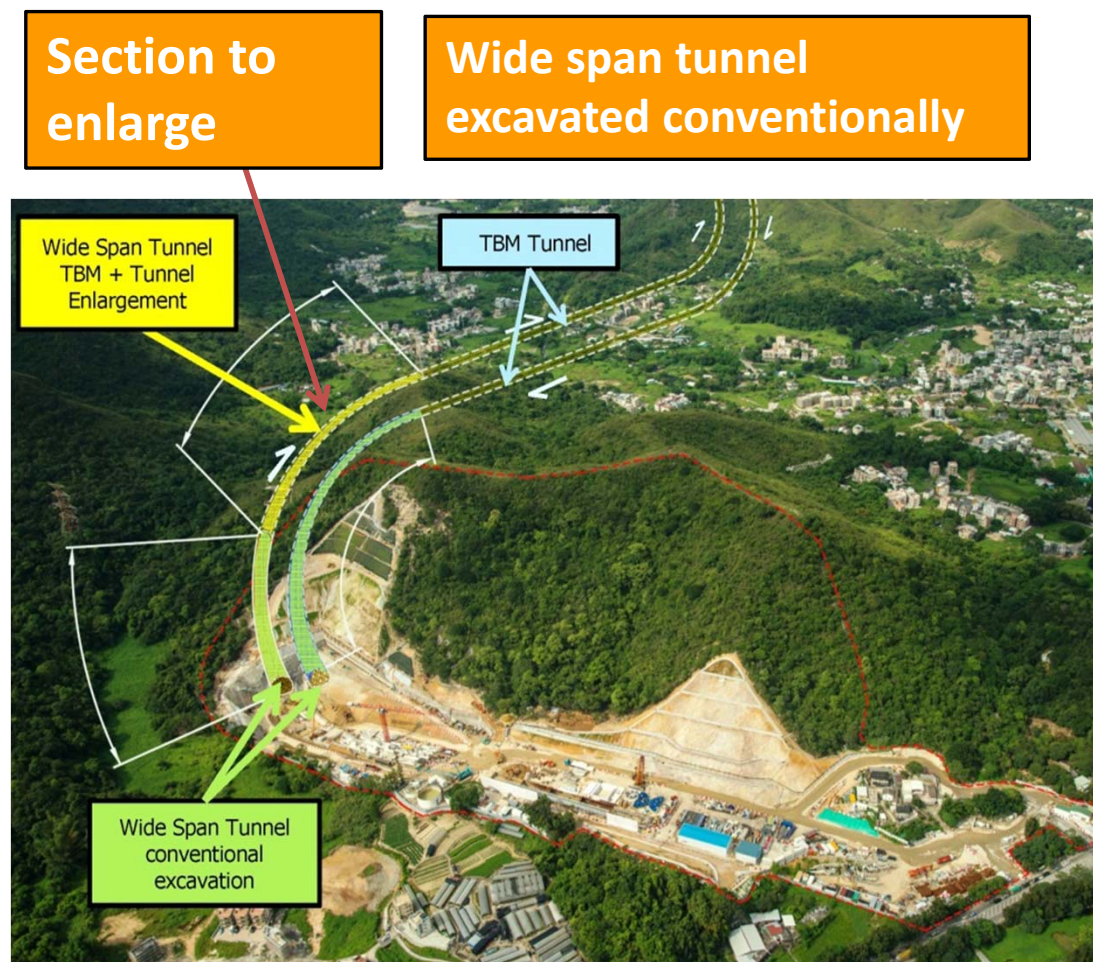 Section to
enlarge
Wide span tunnel
excavated conventionally
Wide Span Tunnel
TBM + Tunnel
Enlargement
TBM Tunnel
Wide Span Tunnel
conventional
excavation